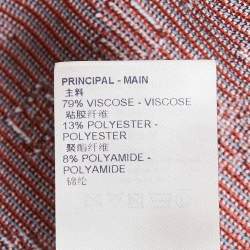 PRINCIPAL - MAIN
主料
79% VISCOSE - VISCOSE
粘胶纤维
13% POLYESTER -
POLYESTER
聚酯纤维
8% POLYAMIDE -
POLYAMIDE
锦纶